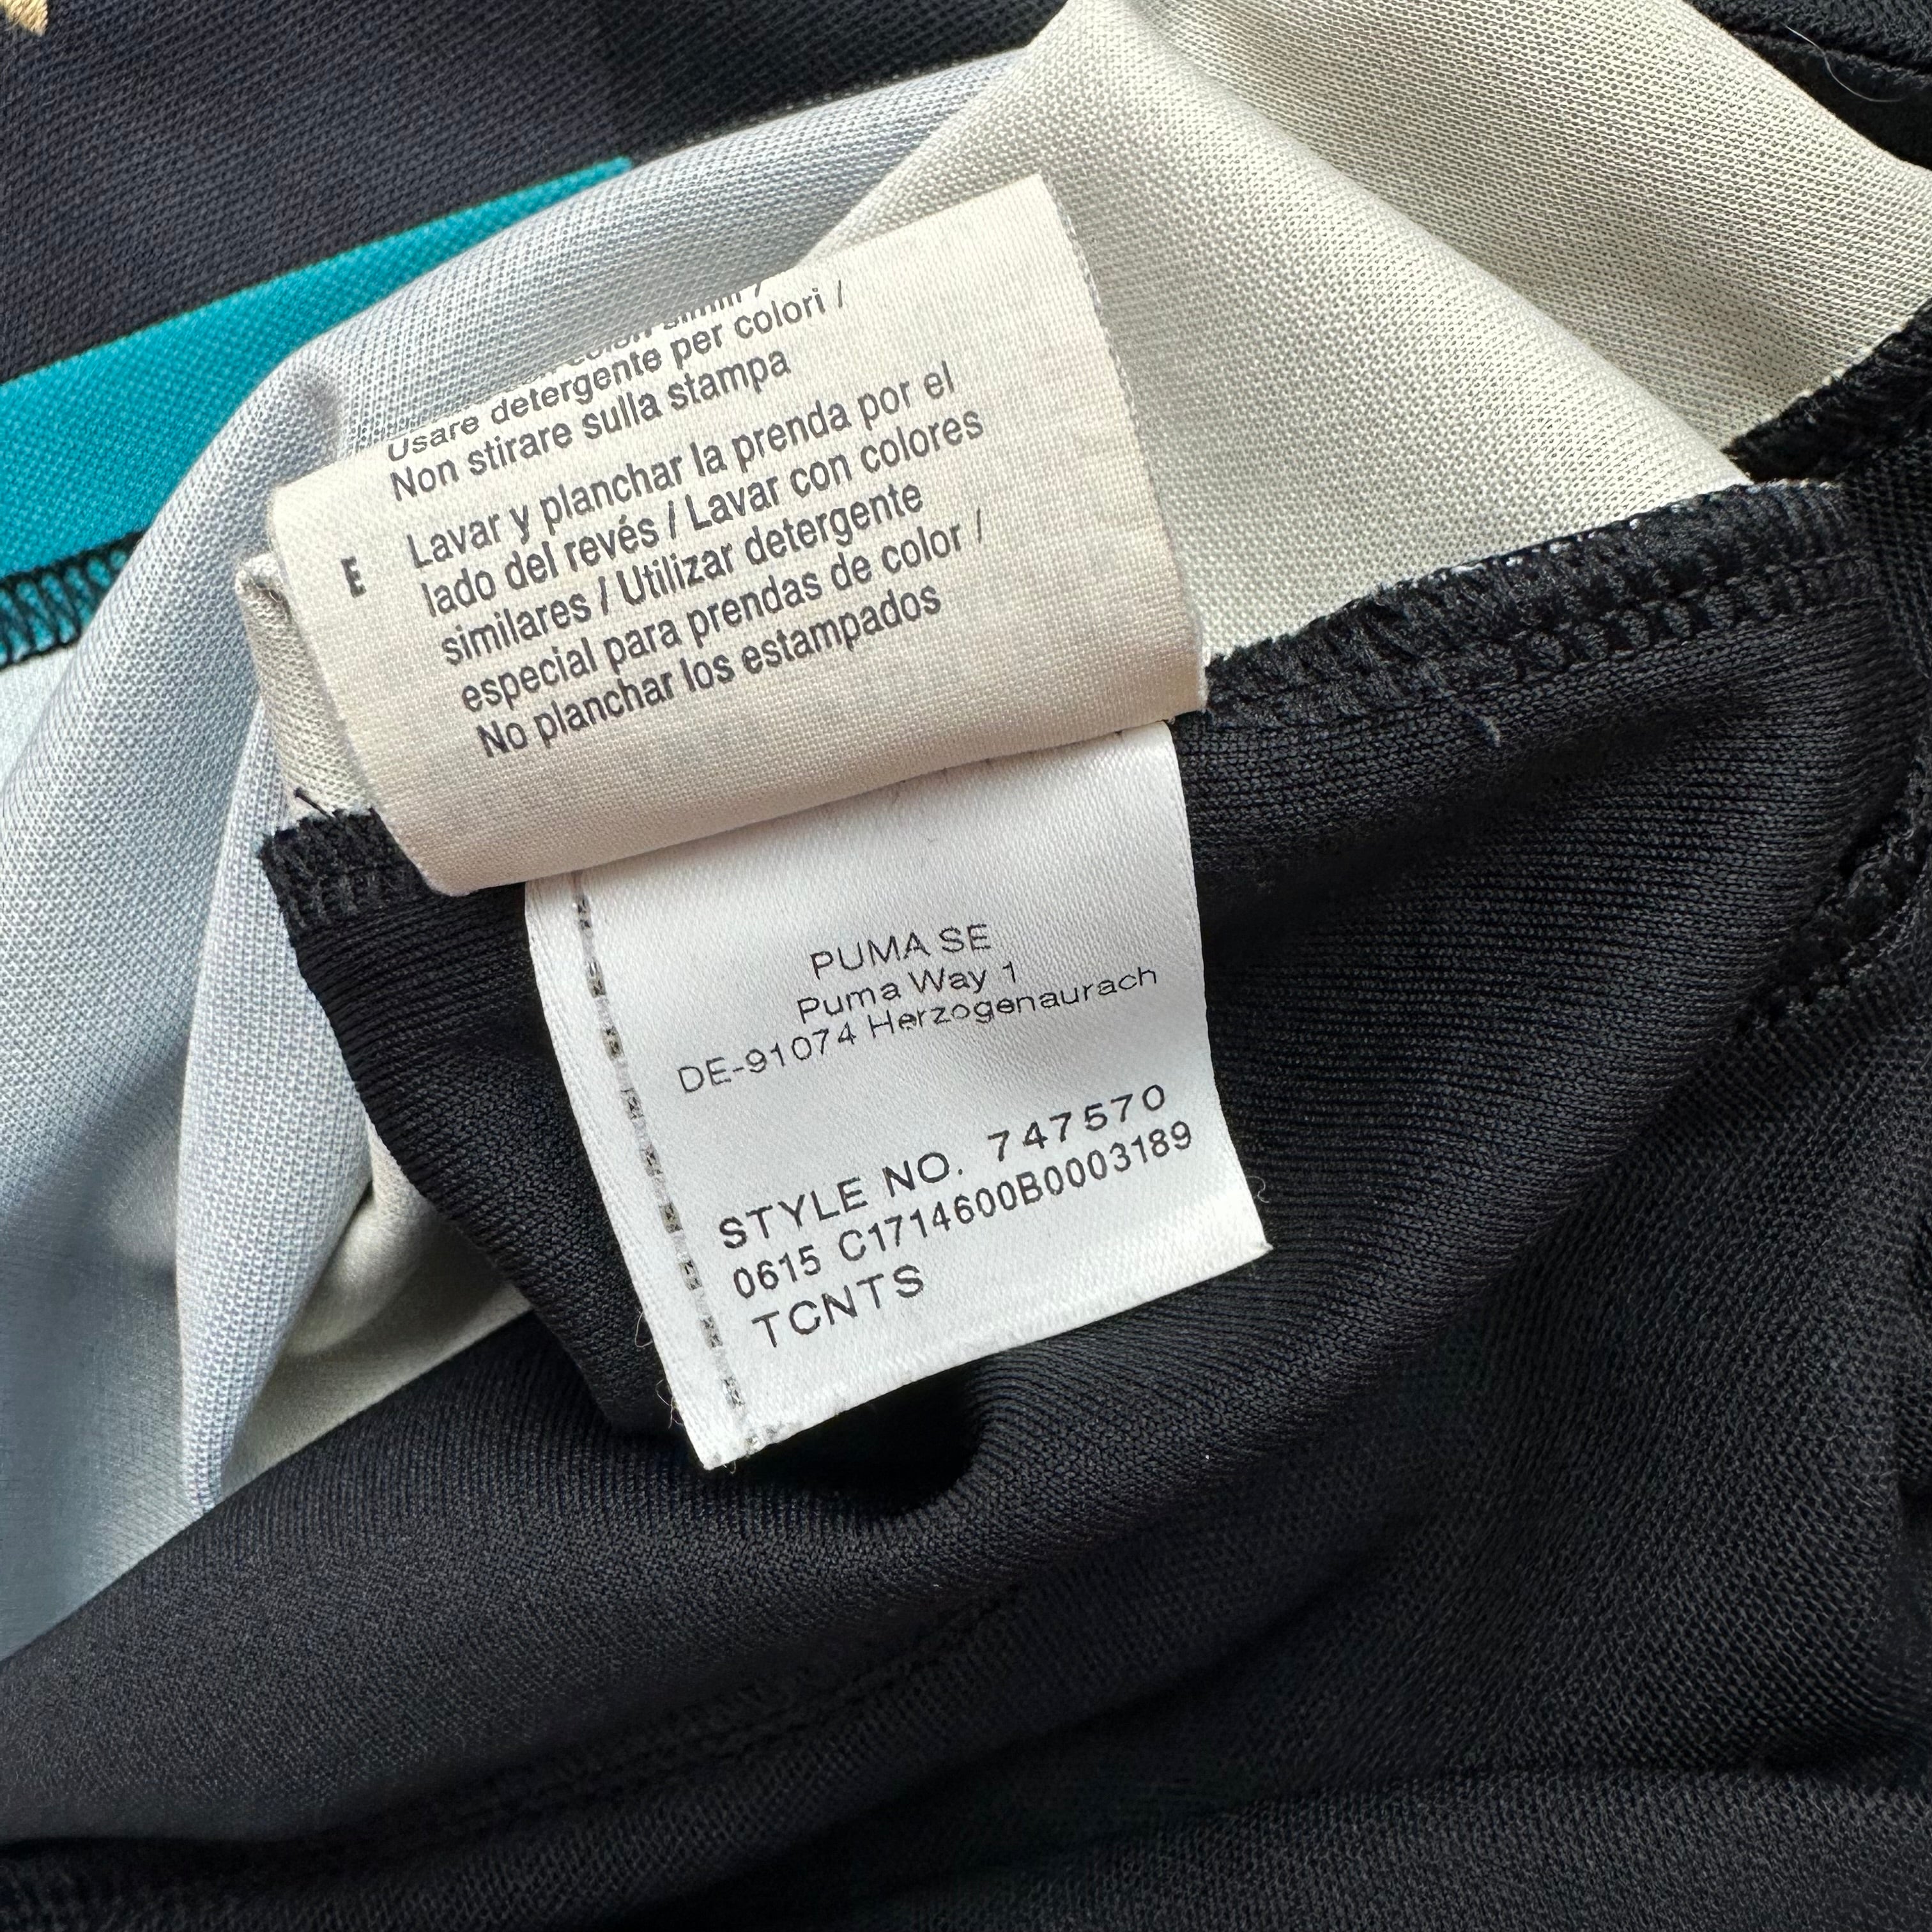 Usare detergente per colori /
Non stirare sulla stampa
E
Lavar y planchar la prenda por el
lado del revés / Lavar con colores
similares / Utilizar detergente
especial para prendas de color /
No planchar los estampados
PUMA SE
Puma Way 1
DE-91074 Herzogenaurach
STYLE NO. 747570
0615 C1714600B0003189
TCNTS